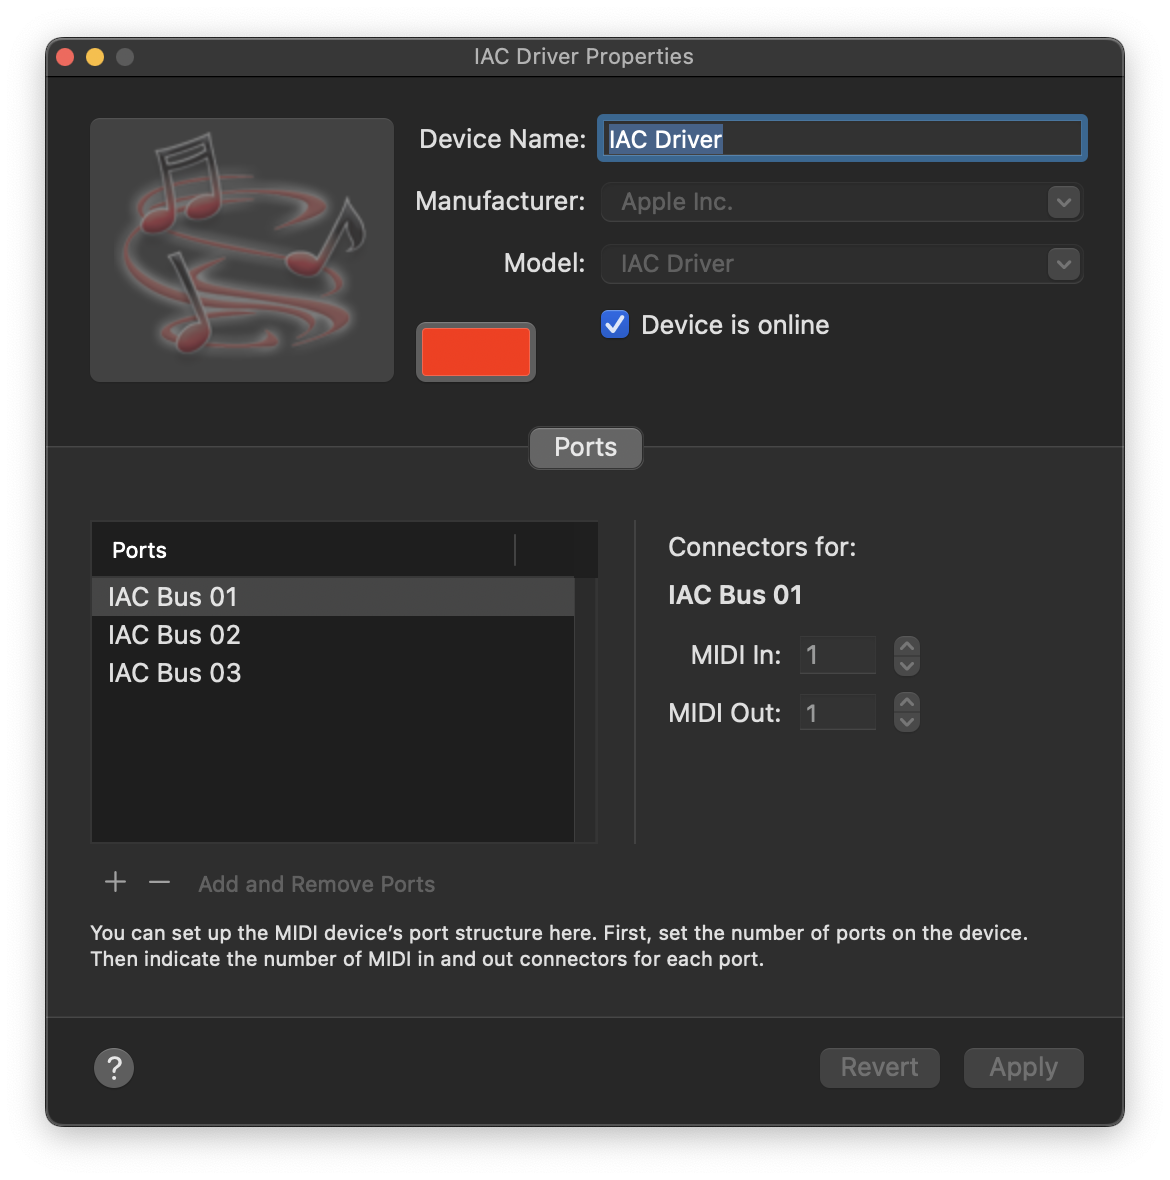 IAC Driver Properties
Device Name: IAC Driver
Manufacturer: Apple Inc.
Model: IAC Driver
Device is online
Ports
Ports
IAC Bus 01
IAC Bus 02
IAC Bus 03
Connectors for:
IAC Bus 01
MIDI In: 1
MIDI Out: 1
+ − Add and Remove Ports
You can set up the MIDI device’s port structure here. First, set the number of ports on the device.
Then indicate the number of MIDI in and out connectors for each port.
? Revert Apply